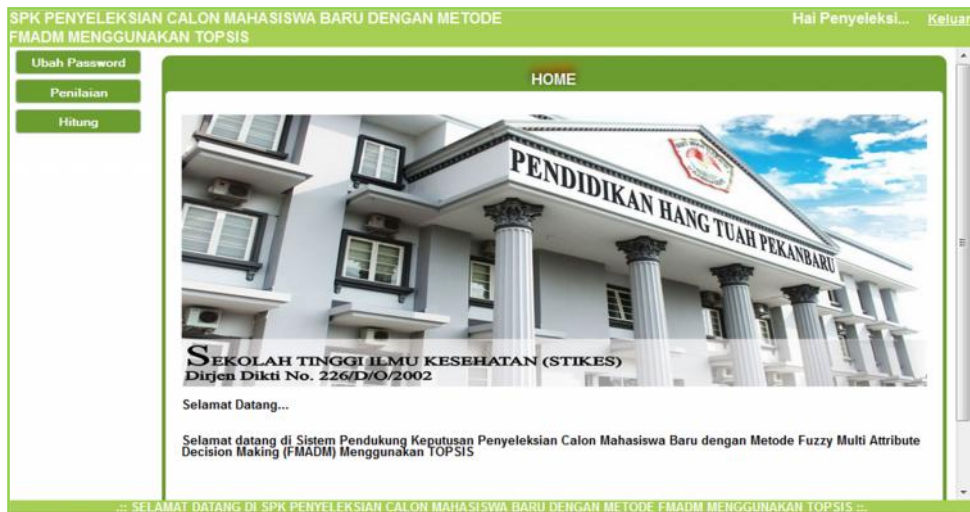 SPK PENYELEKSIAN CALON MAHASISWA BARU DENGAN METODE
FMADM MENGGUNAKAN TOPSIS
Hai Penyeleksi... Keluar
Ubah Password
Penilaian
Hitung
HOME
PENDIDIKAN HANG TUAH PEKANBARU
SEKOLAH TINGGI ILMU KESEHATAN (STIKES)
Dirjen Dikti No. 226/D/O/2002
Selamat Datang...
Selamat datang di Sistem Pendukung Keputusan Penyeleksian Calon Mahasiswa Baru dengan Metode Fuzzy Multi Attribute
Decision Making (FMADM) Menggunakan TOPSIS
.:: SELAMAT DATANG DI SPK PENYELEKSIAN CALON MAHASISWA BARU DENGAN METODE FMADM MENGGUNAKAN TOPSIS ::.